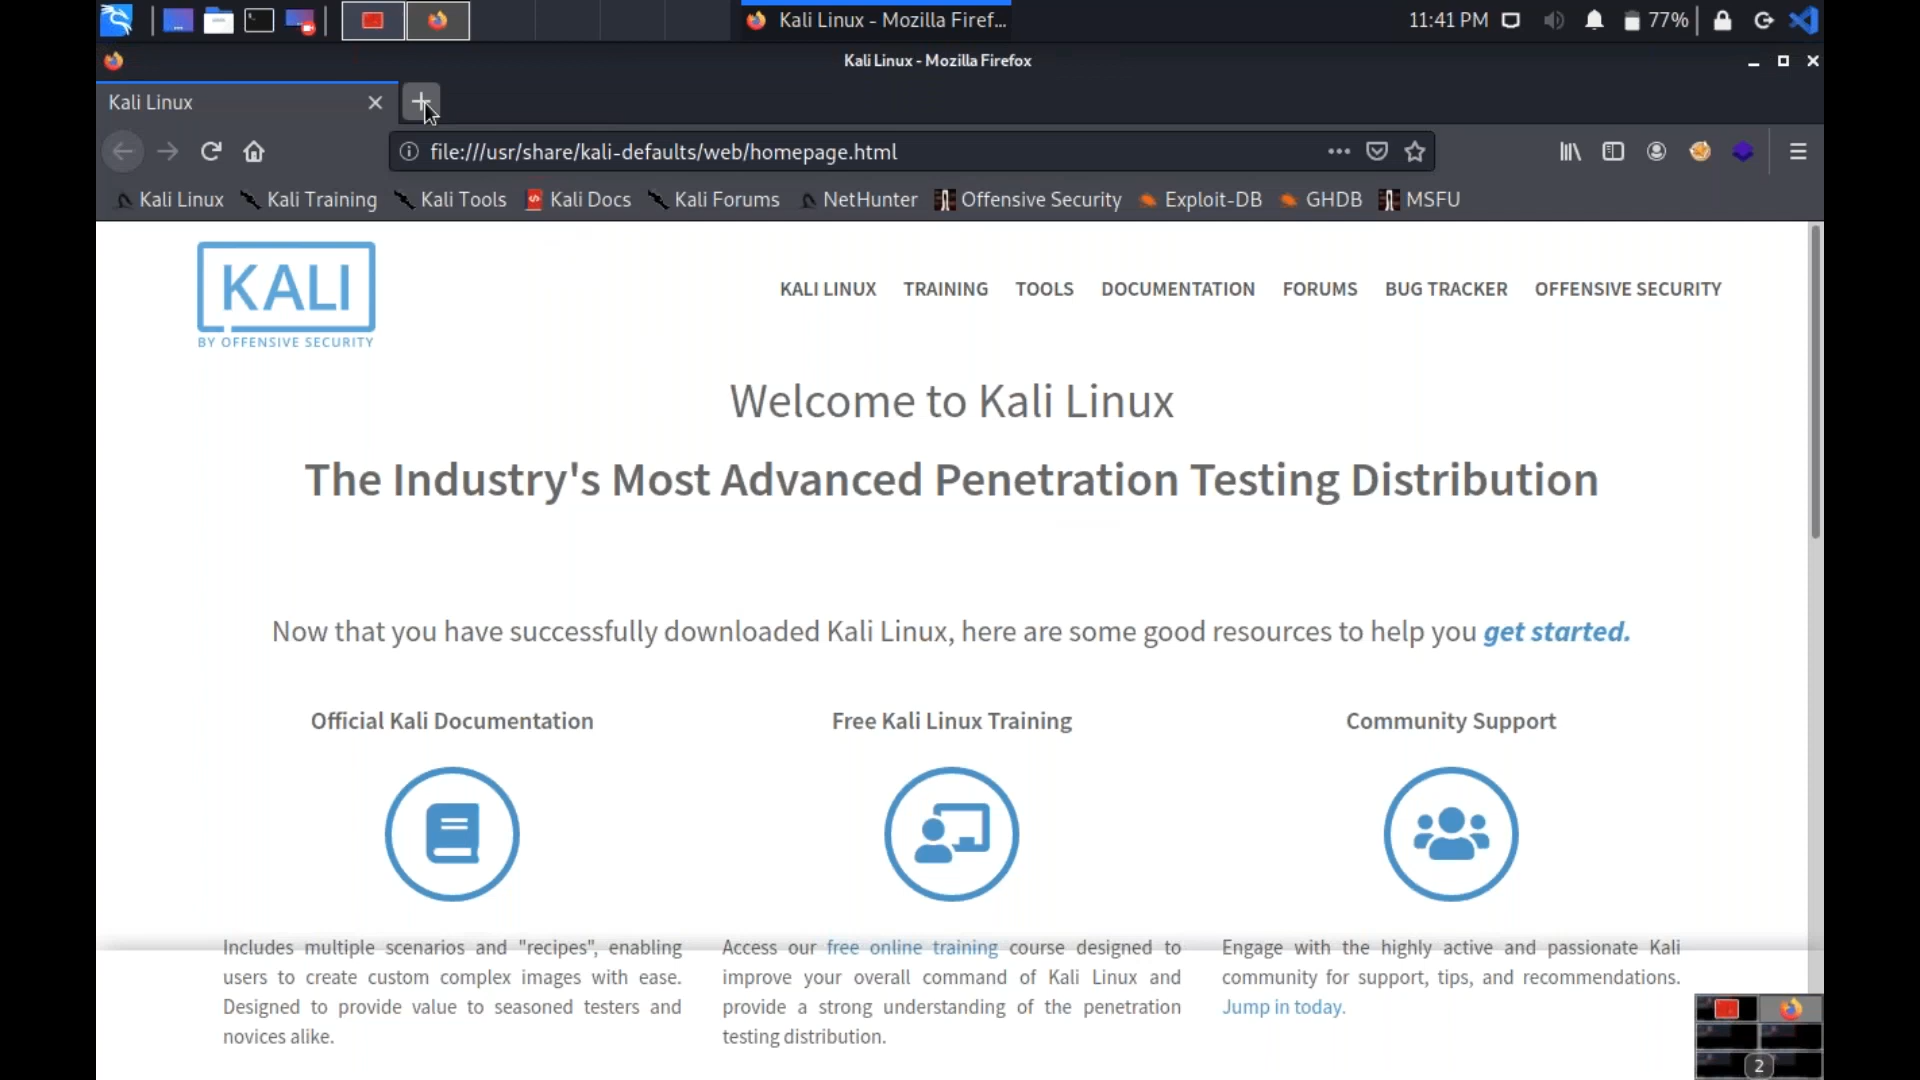 Kali Linux - Mozilla Firef...
11:41 PM
77%
Kali Linux - Mozilla Firefox
Kali Linux
file:///usr/share/kali-defaults/web/homepage.html
Kali Linux Kali Training Kali Tools Kali Docs Kali Forums NetHunter Offensive Security Exploit-DB GHDB MSFU
KALI
BY OFFENSIVE SECURITY
KALI LINUX TRAINING TOOLS DOCUMENTATION FORUMS BUG TRACKER OFFENSIVE SECURITY
Welcome to Kali Linux
The Industry's Most Advanced Penetration Testing Distribution
Now that you have successfully downloaded Kali Linux, here are some good resources to help you get started.
Official Kali Documentation
Includes multiple scenarios and "recipes", enabling
users to create custom complex images with ease.
Designed to provide value to seasoned testers and
novices alike.
Free Kali Linux Training
Access our free online training course designed to
improve your overall command of Kali Linux and
provide a strong understanding of the penetration
testing distribution.
Community Support
Engage with the highly active and passionate Kali
community for support, tips, and recommendations.
Jump in today.
2